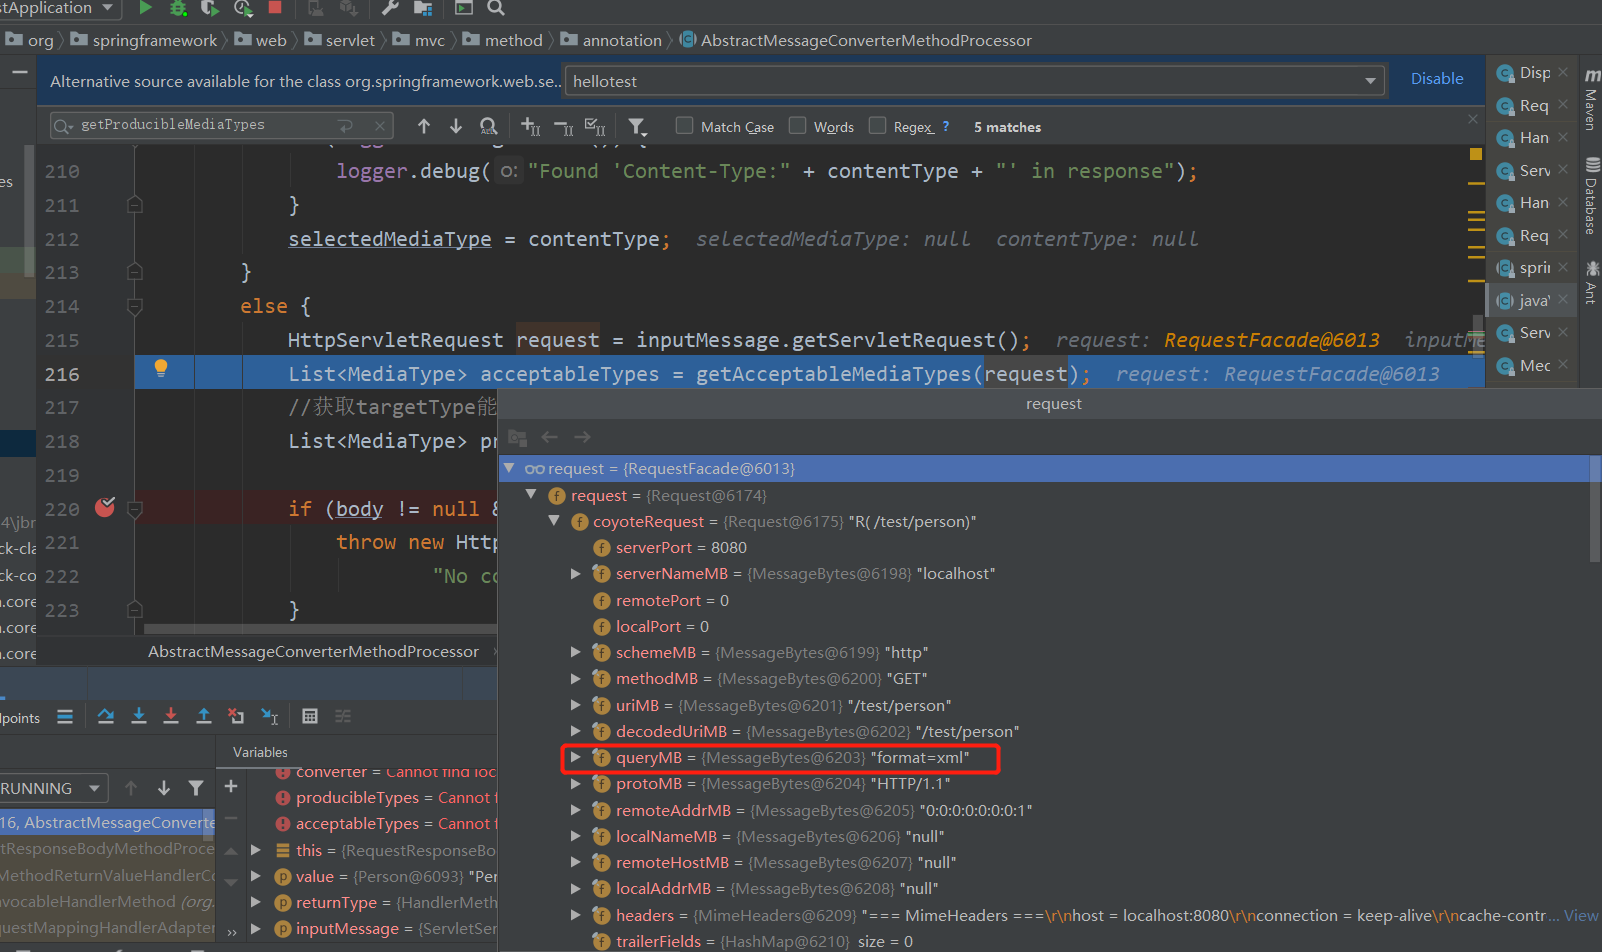 stApplication
org
springframework
web
servlet
mvc
method
annotation
AbstractMessageConverterMethodProcessor
Alternative source available for the class org.springframework.web.se..
hellotest
Disable
getProducibleMediaTypes
Match Case
Words
Regex
?
5 matches
210 logger.debug( o: "Found 'Content-Type:" + contentType + "' in response");
211 }
212 selectedMediaType = contentType; selectedMediaType: null contentType: null
213 }
214 else {
215 HttpServletRequest request = inputMessage.getServletRequest(); request: RequestFacade@6013 inputMe
216 List<MediaType> acceptableTypes = getAcceptableMediaTypes(request); request: RequestFacade@6013
217 //获取targetType能
218 List<MediaType> pr
219
220 if (body != null &
221 throw new Http
222 "No co
223 }
AbstractMessageConverterMethodProcessor
Disp
Req
Han
Serv
Han
Req
sprin
java\
Serv
Mec
m Maven
Database
Ant
es
4\jbr
ck-cla
ck-co
.core
.core
.core
request
request = {RequestFacade@6013}
request = {Request@6174}
coyoteRequest = {Request@6175} "R( /test/person)"
serverPort = 8080
serverNameMB = {MessageBytes@6198} "localhost"
remotePort = 0
localPort = 0
schemeMB = {MessageBytes@6199} "http"
methodMB = {MessageBytes@6200} "GET"
uriMB = {MessageBytes@6201} "/test/person"
decodedUriMB = {MessageBytes@6202} "/test/person"
queryMB = {MessageBytes@6203} "format=xml"
protoMB = {MessageBytes@6204} "HTTP/1.1"
remoteAddrMB = {MessageBytes@6205} "0:0:0:0:0:0:0:1"
localNameMB = {MessageBytes@6206} "null"
remoteHostMB = {MessageBytes@6207} "null"
localAddrMB = {MessageBytes@6208} "null"
headers = {MimeHeaders@6209} "=== MimeHeaders ===\r\nhost = localhost:8080\r\nconnection = keep-alive\r\ncache-contr... View
trailerFields = {HashMap@6210} size = 0
dpoints
Variables
RUNNING
16, AbstractMessageConverte
tResponseBodyMethodProce
MethodReturnValueHandlerCo
vocableHandlerMethod (org.
questMappingHandlerAdapter
converter = Cannot find loc
producibleTypes = Cannot f
acceptableTypes = Cannot f
this = {RequestResponseBo
value = {Person@6093} "Per
returnType = {HandlerMeth
inputMessage = {ServletSer